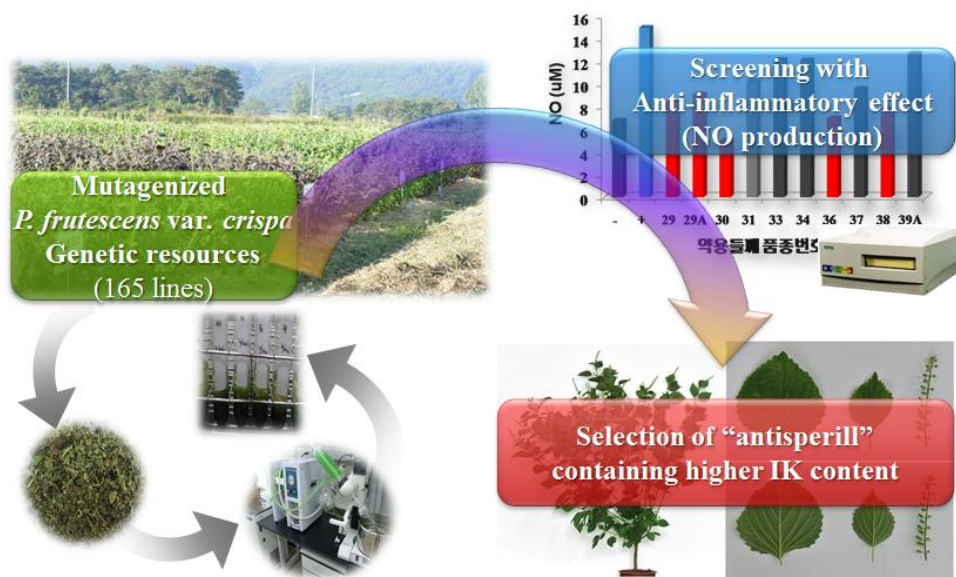 Mutagenized
P. frutescens var. crispa
Genetic resources
(165 lines)
16
14
12
10
8
6
4
2
0
NO (uM)
Screening with
Anti-inflammatory effect
(NO production)
- + 29 29A 30 31 33 34 36 37 38 39A
약용들깨 품종번호
Selection of “antisperill”
containing higher IK content